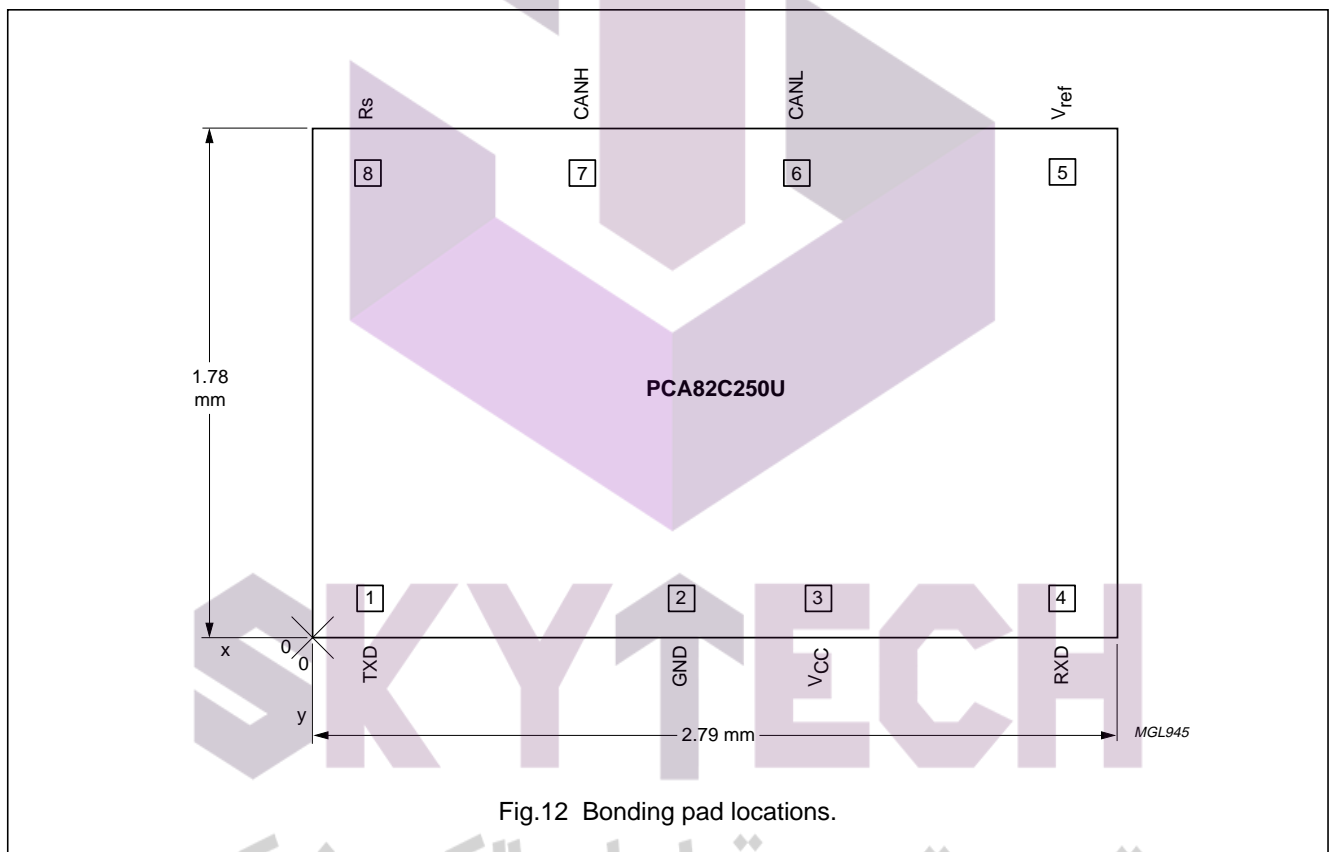 Rs
CANH
CANL
Vref
8
7
6
5
1.78
mm
PCA82C250U
1
2
3
4
x
0
0
y
TXD
GND
VCC
RXD
2.79 mm
MGL945
SKYTECH
Fig.12 Bonding pad locations.